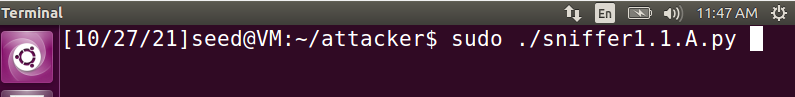 Terminal En 11:47 AM
[10/27/21]seed@VM:~/attacker$ sudo ./sniffer1.1.A.py